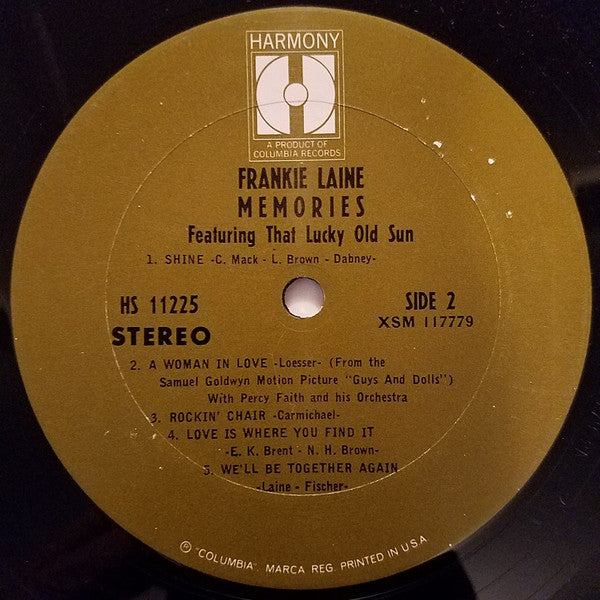 HARMONY
H
A PRODUCT OF
COLUMBIA RECORDS
FRANKIE LAINE
MEMORIES
Featuring That Lucky Old Sun
1. SHINE -C. Mack - L. Brown - Dabney-
HS 11225
STEREO
SIDE 2
XSM 117779
2. A WOMAN IN LOVE -Loesser- (From the
Samuel Goldwyn Motion Picture "Guys And Dolls")
With Percy Faith and his Orchestra
3. ROCKIN' CHAIR -Carmichael-
4. LOVE IS WHERE YOU FIND IT
-E. K. Brent - N. H. Brown-
5. WE'LL BE TOGETHER AGAIN
-Laine - Fischer-
℗ "COLUMBIA", MARCA REG. PRINTED IN U.S.A.